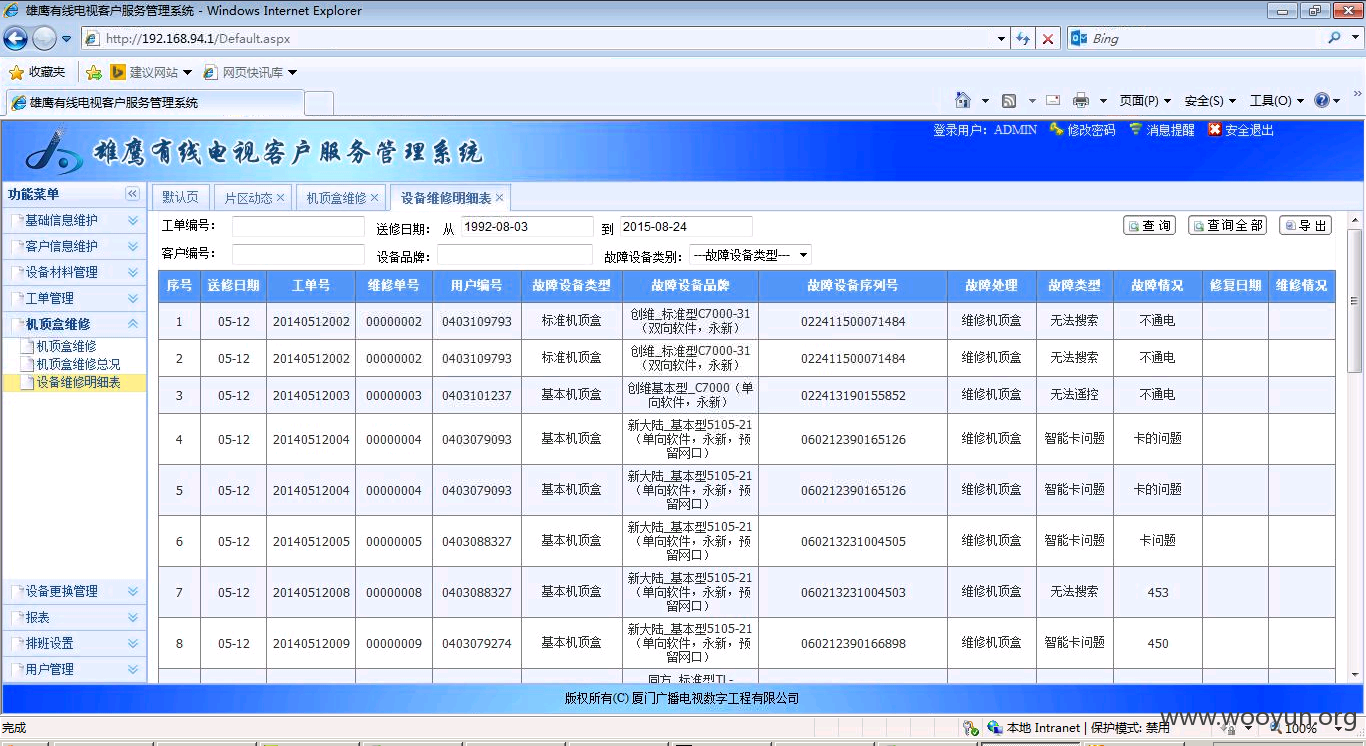 雄鹰有线电视客户服务管理系统 - Windows Internet Explorer
http://192.168.94.1/Default.aspx
Bing
收藏夹 建议网站 网页快讯库
雄鹰有线电视客户服务管理系统
页面(P) 安全(S) 工具(O)
登录用户：ADMIN 修改密码 消息提醒 安全退出
雄鹰有线电视客户服务管理系统
功能菜单
基础信息维护
客户信息维护
设备材料管理
工单管理
机顶盒维修
机顶盒维修
机顶盒维修总况
设备维修明细表
设备更换管理
报表
排班设置
用户管理
默认页 片区动态 机顶盒维修 设备维修明细表
工单编号： 送修日期： 从 1992-08-03 到 2015-08-24 查 询 查询全部 导 出
客户编号： 设备品牌： 故障设备类别： ---故障设备类型---
序号 送修日期 工单号 维修单号 用户编号 故障设备类型 故障设备品牌 故障设备序列号 故障处理 故障类型 故障情况 修复日期 维修情况
1 05-12 20140512002 00000002 0403109793 标准机顶盒 创维_标准型C7000-31（双向软件，永新） 022411500071484 维修机顶盒 无法搜索 不通电
2 05-12 20140512002 00000002 0403109793 标准机顶盒 创维_标准型C7000-31（双向软件，永新） 022411500071484 维修机顶盒 无法搜索 不通电
3 05-12 20140512003 00000003 0403101237 基本机顶盒 创维基本型_C7000（单向软件，永新） 022413190155852 维修机顶盒 无法遥控 不通电
4 05-12 20140512004 00000004 0403079093 基本机顶盒 新大陆_基本型5105-21（单向软件，永新，预留网口） 060212390165126 维修机顶盒 智能卡问题 卡的问题
5 05-12 20140512004 00000004 0403079093 基本机顶盒 新大陆_基本型5105-21（单向软件，永新，预留网口） 060212390165126 维修机顶盒 智能卡问题 卡的问题
6 05-12 20140512005 00000005 0403088327 基本机顶盒 新大陆_基本型5105-21（单向软件，永新，预留网口） 060213231004505 维修机顶盒 智能卡问题 卡问题
7 05-12 20140512008 00000008 0403088327 基本机顶盒 新大陆_基本型5105-21（单向软件，永新，预留网口） 060213231004503 维修机顶盒 无法搜索 453
8 05-12 20140512009 00000009 0403079274 基本机顶盒 新大陆_基本型5105-21（单向软件，永新，预留网口） 060212390166898 维修机顶盒 智能卡问题 450
同方_标准型TL-
版权所有(C) 厦门广播电视数字工程有限公司
完成 本地 Intranet | 保护模式: 禁用 100%
www.wooyun.org